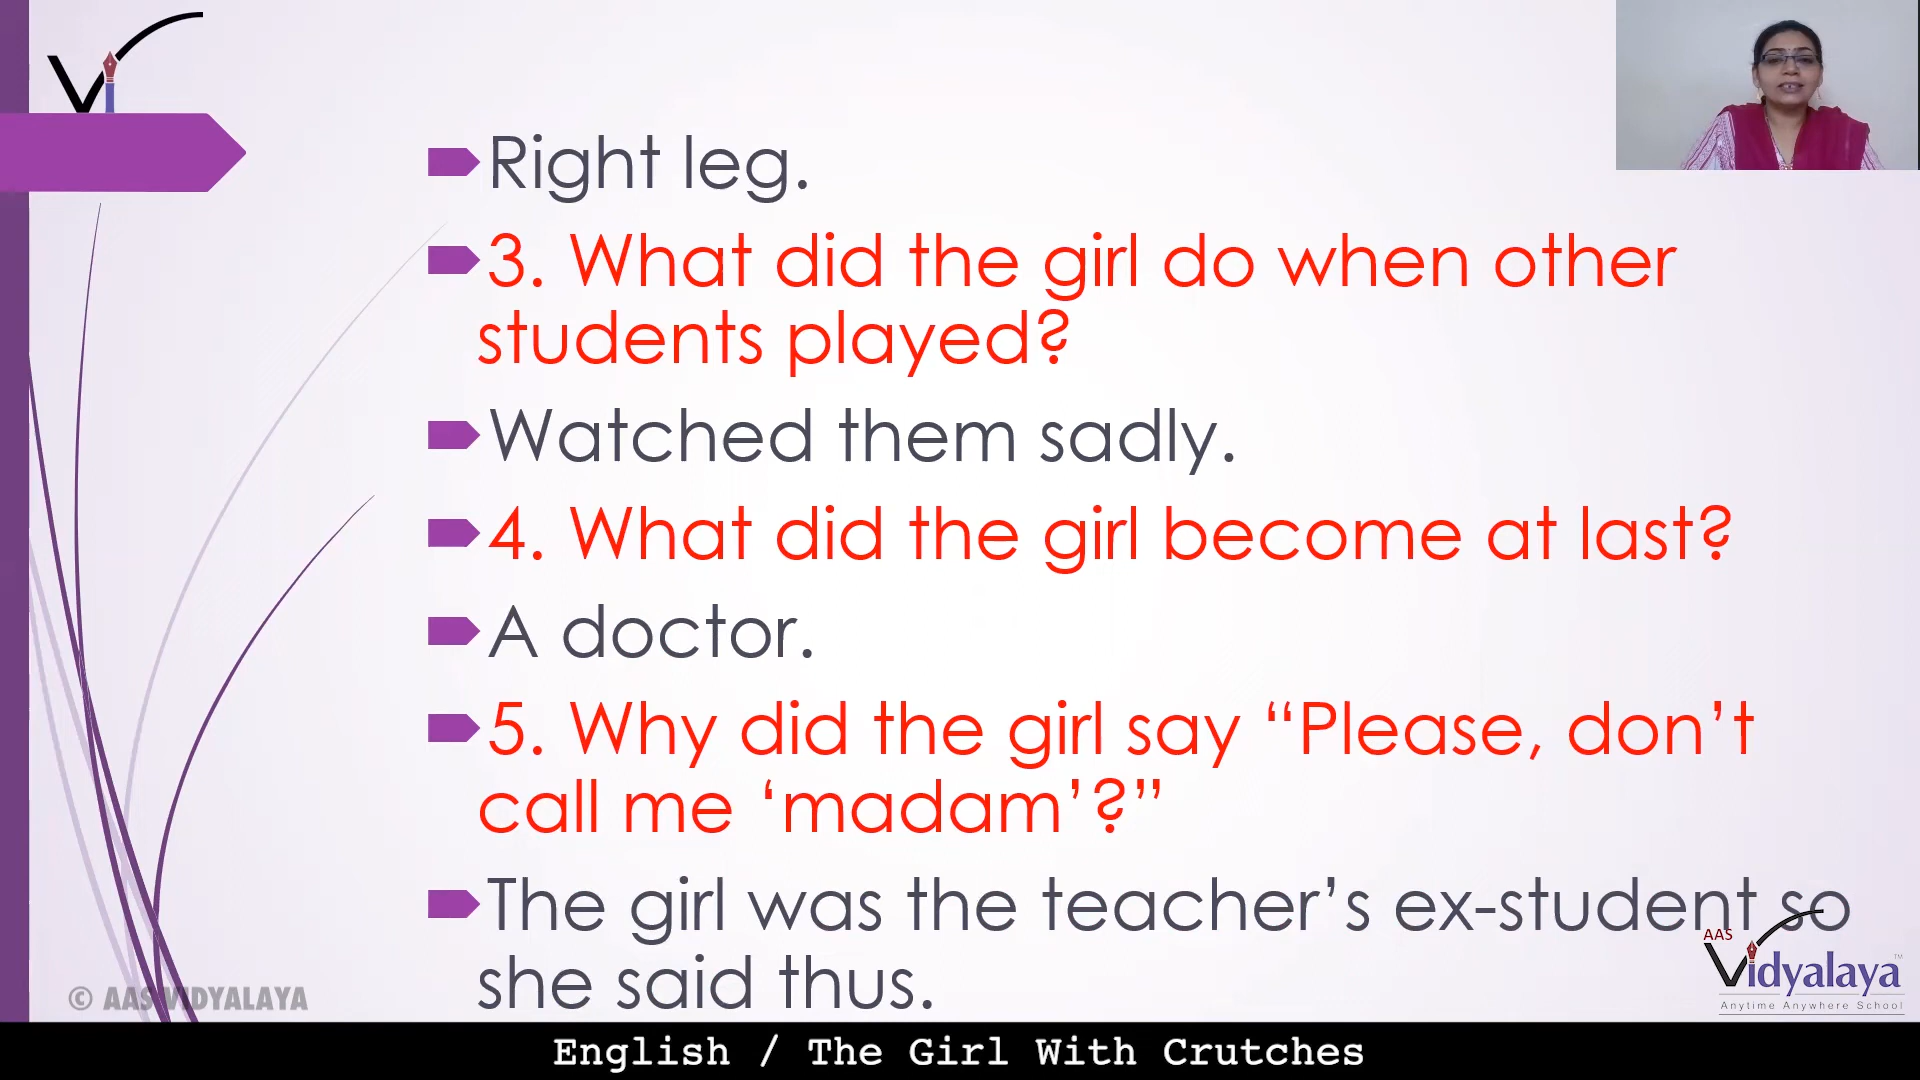 Vi
Right leg.
3. What did the girl do when other
students played?
Watched them sadly.
4. What did the girl become at last?
A doctor.
5. Why did the girl say “Please, don’t
call me ‘madam’?”
The girl was the teacher’s ex-student so
she said thus.
AAS
Vidyalaya
TM
Anytime Anywhere School
© AAS VIDYALAYA
English / The Girl With Crutches